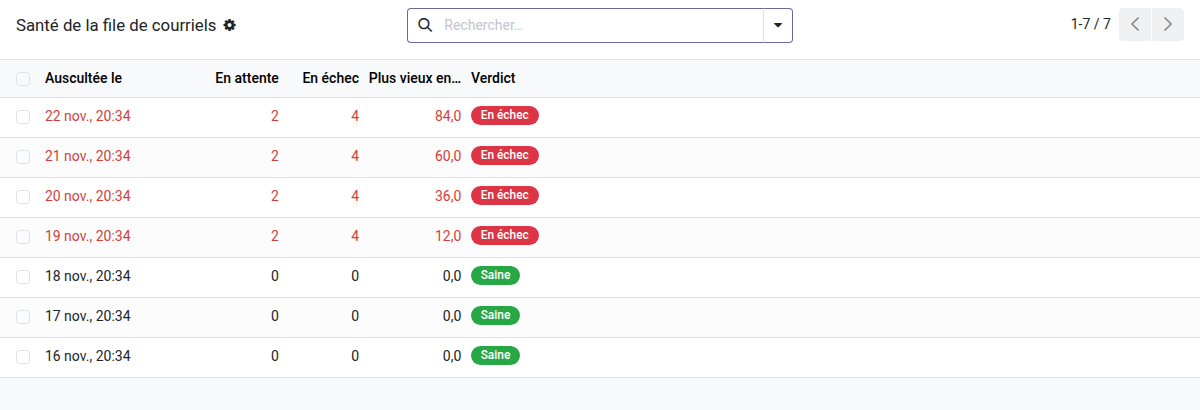 Santé de la file de courriels
Rechercher...
1-7 / 7
Auscultée le En attente En échec Plus vieux en... Verdict
22 nov., 20:34 2 4 84,0 En échec
21 nov., 20:34 2 4 60,0 En échec
20 nov., 20:34 2 4 36,0 En échec
19 nov., 20:34 2 4 12,0 En échec
18 nov., 20:34 0 0 0,0 Saine
17 nov., 20:34 0 0 0,0 Saine
16 nov., 20:34 0 0 0,0 Saine